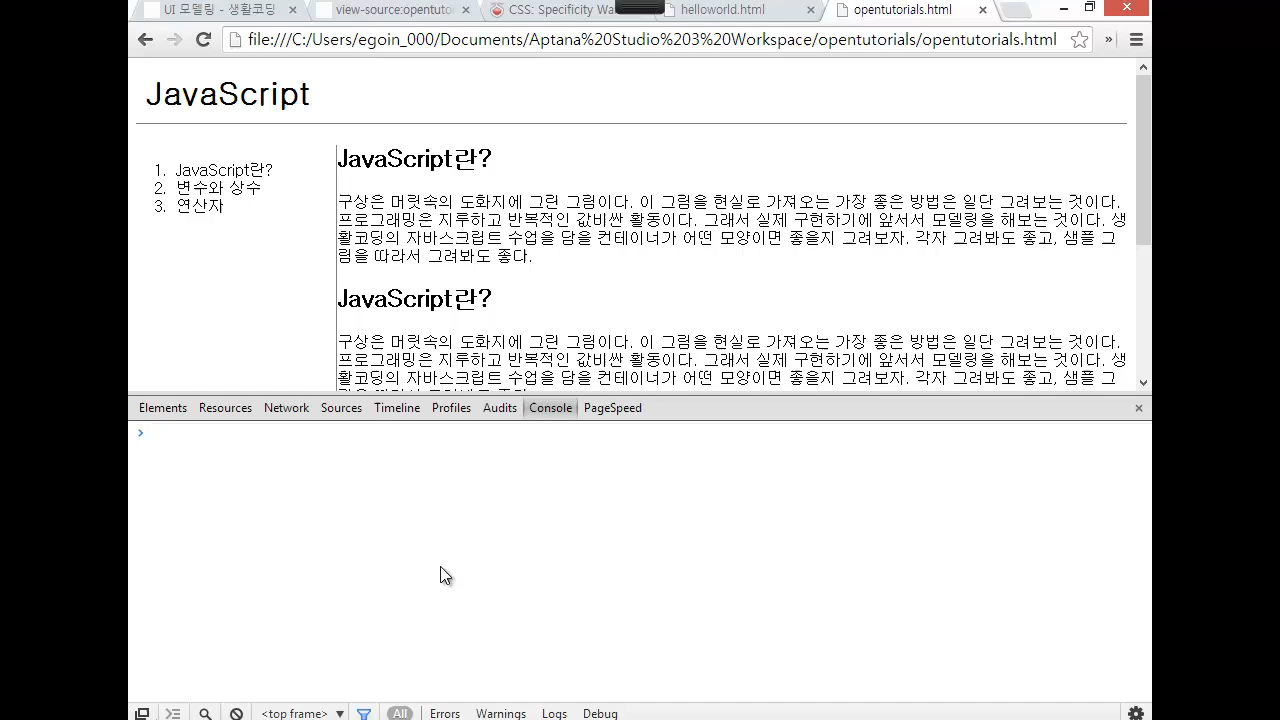 UI 모델링 - 생활코딩
view-source:opentuto
CSS: Specificity Wa
helloworld.html
opentutorials.html
file:///C:/Users/egoin_000/Documents/Aptana%20Studio%203%20Workspace/opentutorials/opentutorials.html
JavaScript
1. JavaScript란?
2. 변수와 상수
3. 연산자
JavaScript란?
구상은 머릿속의 도화지에 그린 그림이다. 이 그림을 현실로 가져오는 가장 좋은 방법은 일단 그려보는 것이다.
프로그래밍은 지루하고 반복적인 값비싼 활동이다. 그래서 실제 구현하기에 앞서서 모델링을 해보는 것이다. 생
활코딩의 자바스크립트 수업을 담을 컨테이너가 어떤 모양이면 좋을지 그려보자. 각자 그려봐도 좋고, 샘플 그
림을 따라서 그려봐도 좋다.
JavaScript란?
구상은 머릿속의 도화지에 그린 그림이다. 이 그림을 현실로 가져오는 가장 좋은 방법은 일단 그려보는 것이다.
프로그래밍은 지루하고 반복적인 값비싼 활동이다. 그래서 실제 구현하기에 앞서서 모델링을 해보는 것이다. 생
활코딩의 자바스크립트 수업을 담을 컨테이너가 어떤 모양이면 좋을지 그려보자. 각자 그려봐도 좋고, 샘플 그
Elements Resources Network Sources Timeline Profiles Audits Console PageSpeed
<top frame> All Errors Warnings Logs Debug